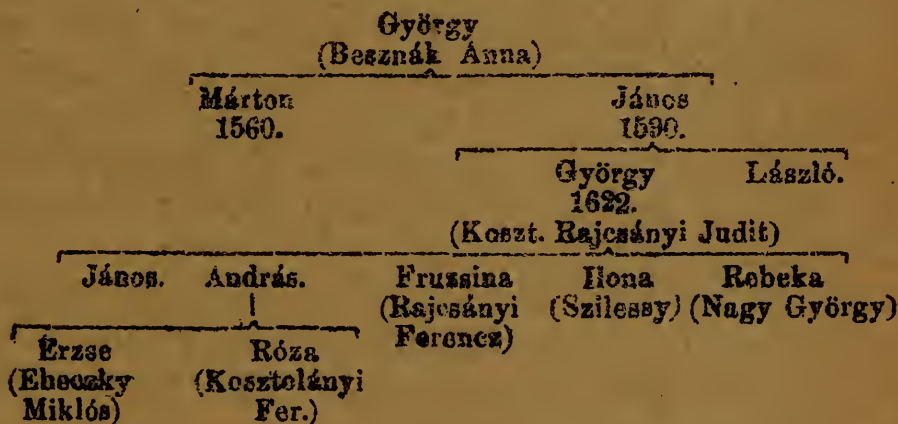 György
(Besznák Anna)
Márton János
1560. 1590.
György László.
1622.
(Koszt. Rajcsányi Judit)
János. András. Fruzsina Ilona Rebeka
(Rajcsányi (Szilessy) (Nagy György)
Ferencz)
Erzse Róza
(Ebeczky (Kosztolányi
Miklós) Fer.)